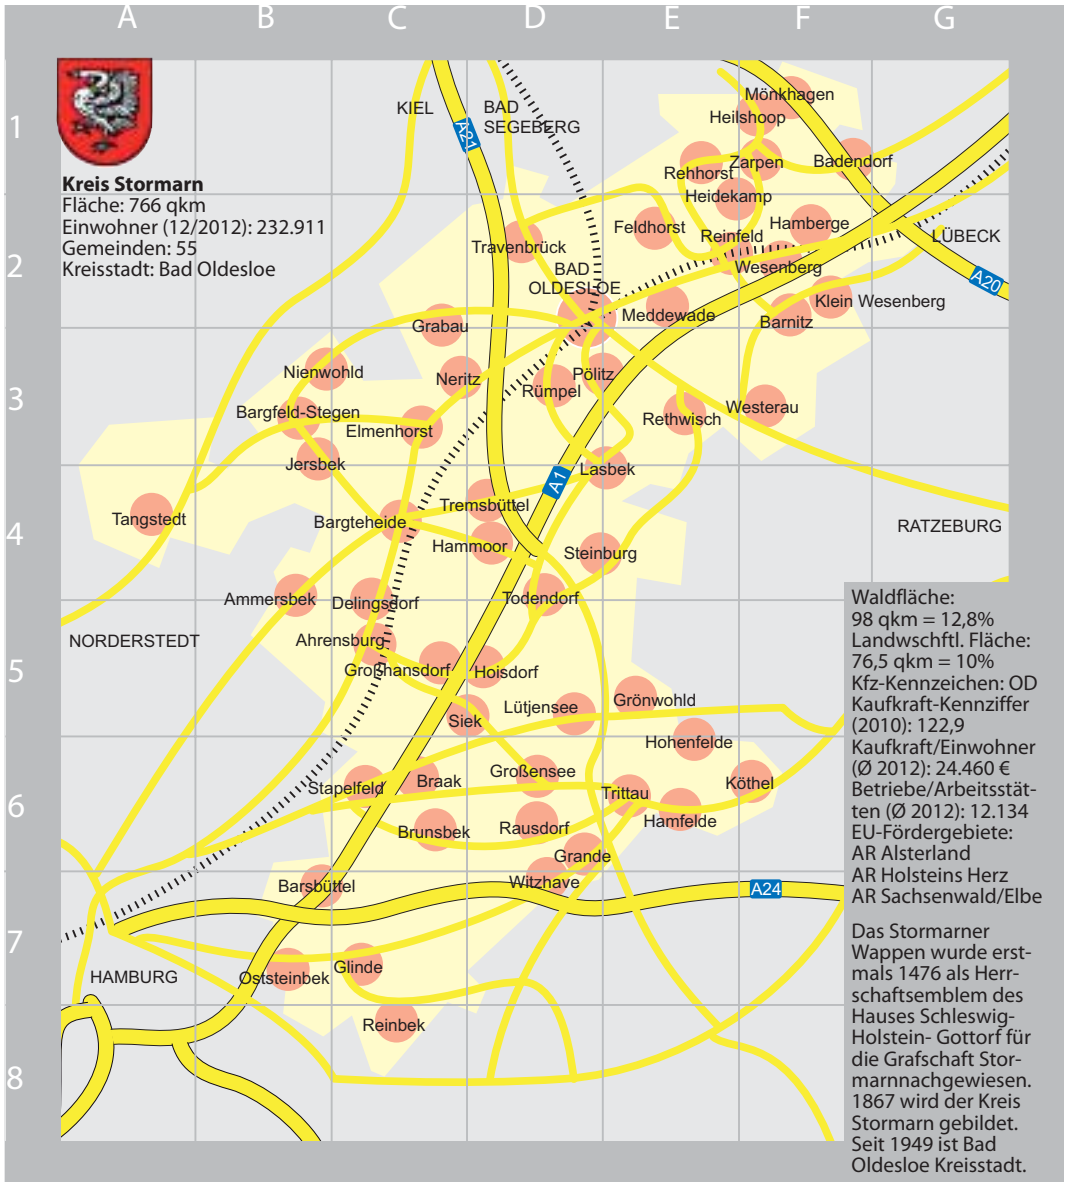 A B C D E F G
1
KIEL
A21
BAD
SEGEBERG
Mönkhagen
Heilshoop
Rehhorst
Zarpen
Badendorf
Kreis Stormarn
Fläche: 766 qkm
Einwohner (12/2012): 232.911
Gemeinden: 55
Kreisstadt: Bad Oldesloe
Heidekamp
Feldhorst
Hamberge
Reinfeld
LÜBECK
2
Travenbrück
Wesenberg
BAD
OLDESLOE
A20
Klein Wesenberg
Meddewade
Barnitz
Grabau
3
Nienwohld
Neritz
Pölitz
Rümpel
Bargfeld-Stegen
Elmenhorst
Rethwisch
Westerau
Jersbek
Lasbek
A1
4
Tangstedt
Tremsbüttel
Bargteheide
RATZEBURG
Hammoor
Steinburg
Ammersbek
Delingsdorf
Todendorf
NORDERSTEDT
Ahrensburg
5
Großhansdorf
Hoisdorf
Grönwohld
Lütjensee
Siek
Hohenfelde
6
Stapelfeld
Braak
Großensee
Köthel
Trittau
Hamfelde
Brunsbek
Rausdorf
Grande
Witzhave
Barsbüttel
A24
7
HAMBURG
Oststeinbek
Glinde
Reinbek
8
Waldfläche:
98 qkm = 12,8%
Landwschftl. Fläche:
76,5 qkm = 10%
Kfz-Kennzeichen: OD
Kaufkraft-Kennziffer
(2010): 122,9
Kaufkraft/Einwohner
(Ø 2012): 24.460 €
Betriebe/Arbeitsstät-
ten (Ø 2012): 12.134
EU-Fördergebiete:
AR Alsterland
AR Holsteins Herz
AR Sachsenwald/Elbe
Das Stormarner
Wappen wurde erst-
mals 1476 als Herr-
schaftsemblem des
Hauses Schleswig-
Holstein- Gottorf für
die Grafschaft Stor-
marnnachgewiesen.
1867 wird der Kreis
Stormarn gebildet.
Seit 1949 ist Bad
Oldesloe Kreisstadt.